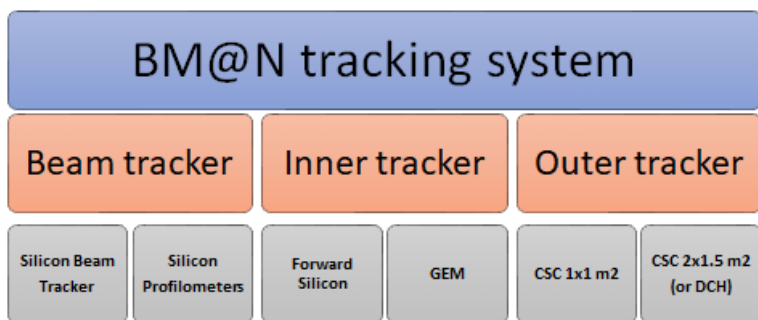 BM@N tracking system
Beam tracker
Inner tracker
Outer tracker
Silicon Beam
Tracker
Silicon
Profilometers
Forward
Silicon
GEM
CSC 1x1 m2
CSC 2x1.5 m2
(or DCH)